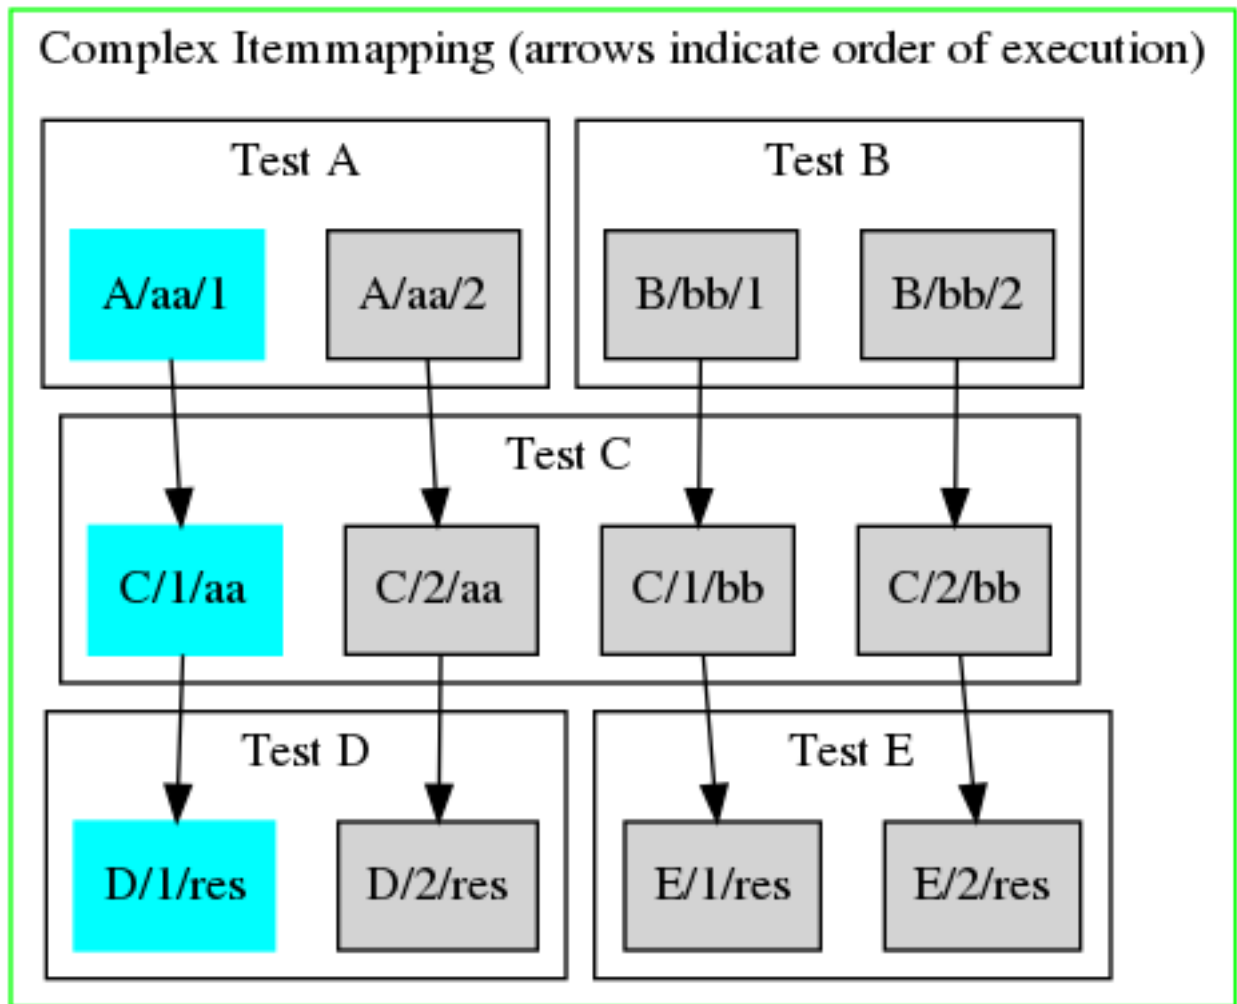 Complex Itemmapping (arrows indicate order of execution)
Test A
Test B
A/aa/1
A/aa/2
B/bb/1
B/bb/2
Test C
C/1/aa
C/2/aa
C/1/bb
C/2/bb
Test D
Test E
D/1/res
D/2/res
E/1/res
E/2/res